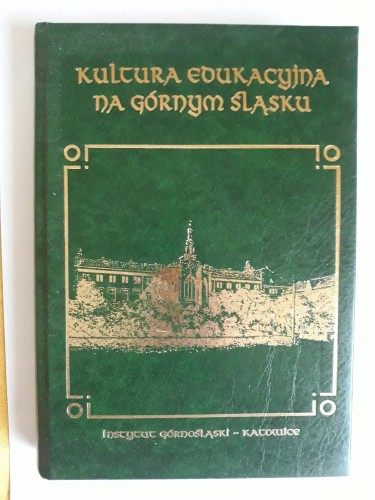 KULTURA EDUKACYJNA
NA GÓRNYM ŚLĄSKU
INSTYTUT GÓRNOŚLĄSKI – KATOWICE